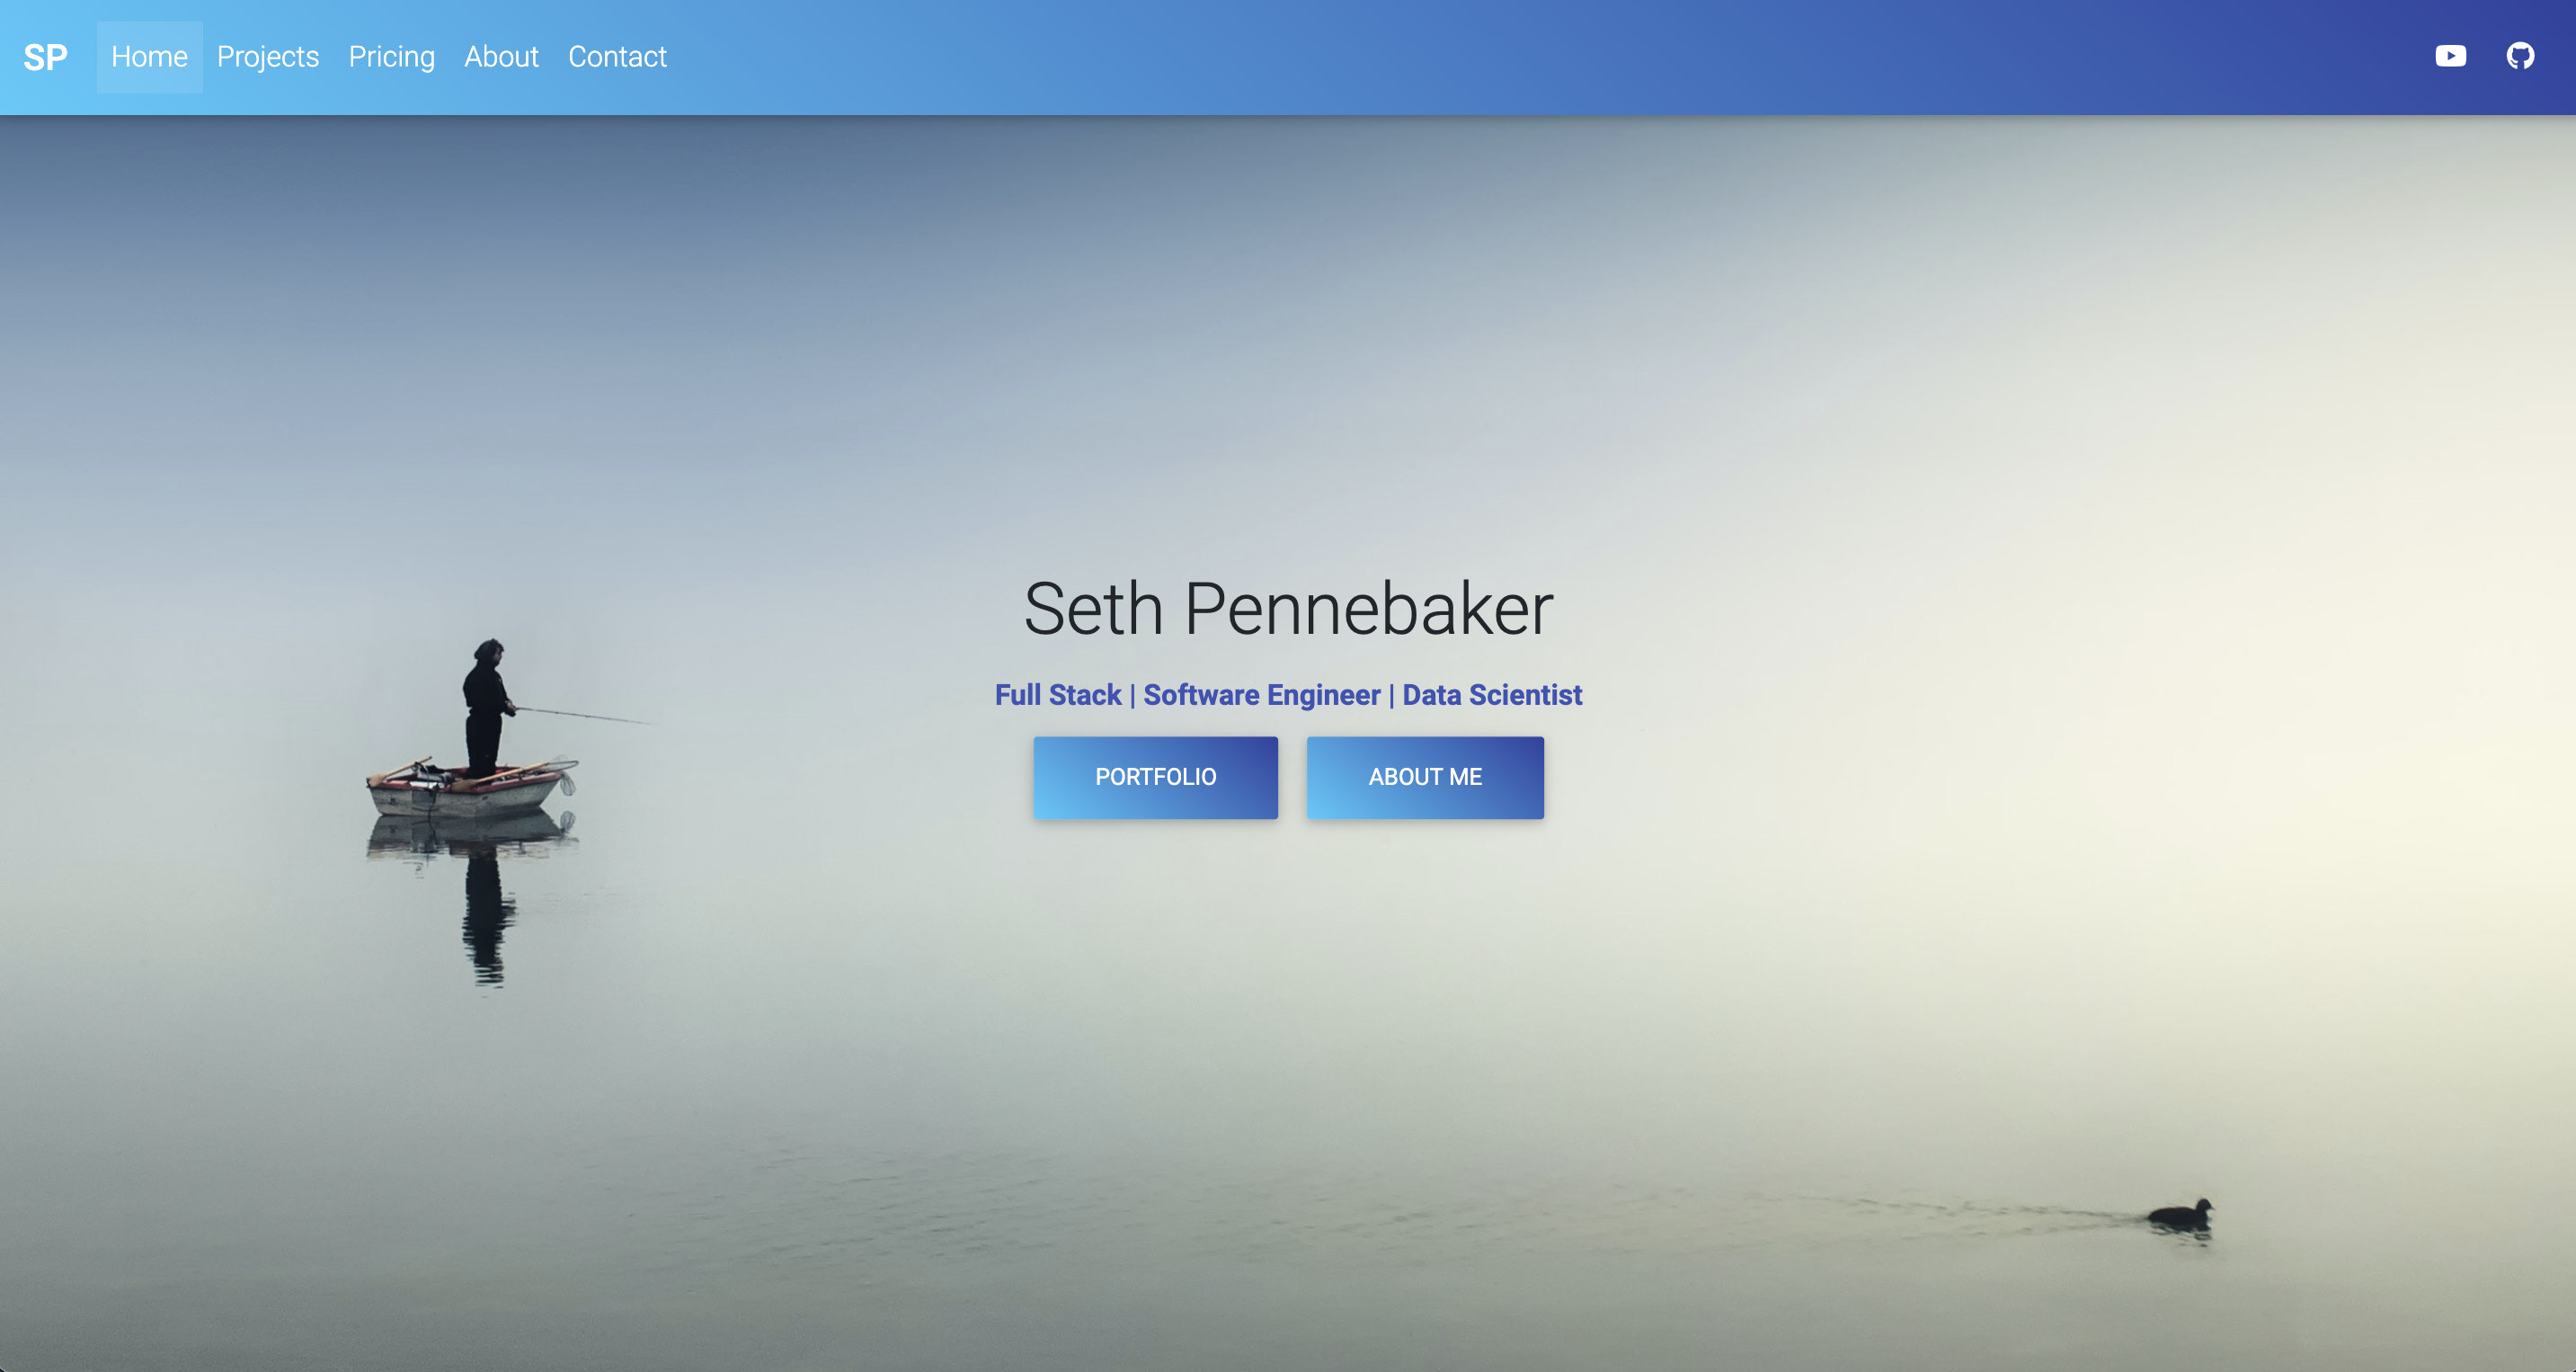 SP Home Projects Pricing About Contact
Seth Pennebaker
Full Stack | Software Engineer | Data Scientist
PORTFOLIO ABOUT ME